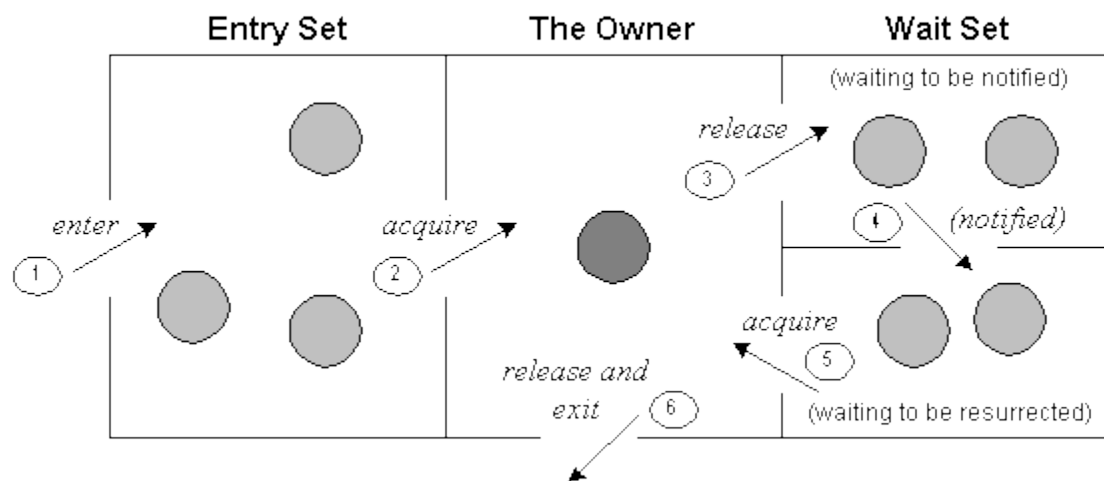 Entry Set
The Owner
Wait Set
(waiting to be notified)
release
3
enter
acquire
4
(notified)
1
2
acquire
5
release and
exit
6
(waiting to be resurrected)